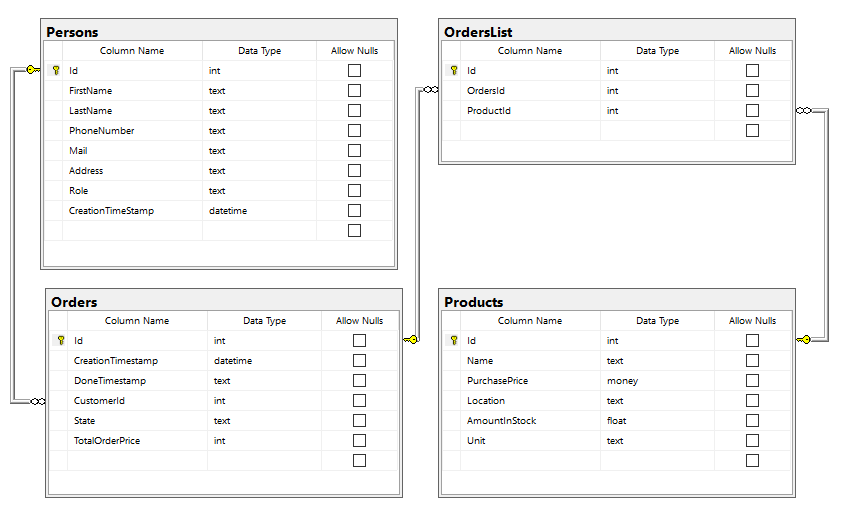 Persons
Column Name Data Type Allow Nulls
Id int
FirstName text
LastName text
PhoneNumber text
Mail text
Address text
Role text
CreationTimeStamp datetime
OrdersList
Column Name Data Type Allow Nulls
Id int
OrdersId int
ProductId int
Orders
Column Name Data Type Allow Nulls
Id int
CreationTimestamp datetime
DoneTimestamp text
CustomerId int
State text
TotalOrderPrice int
Products
Column Name Data Type Allow Nulls
Id int
Name text
PurchasePrice money
Location text
AmountInStock float
Unit text